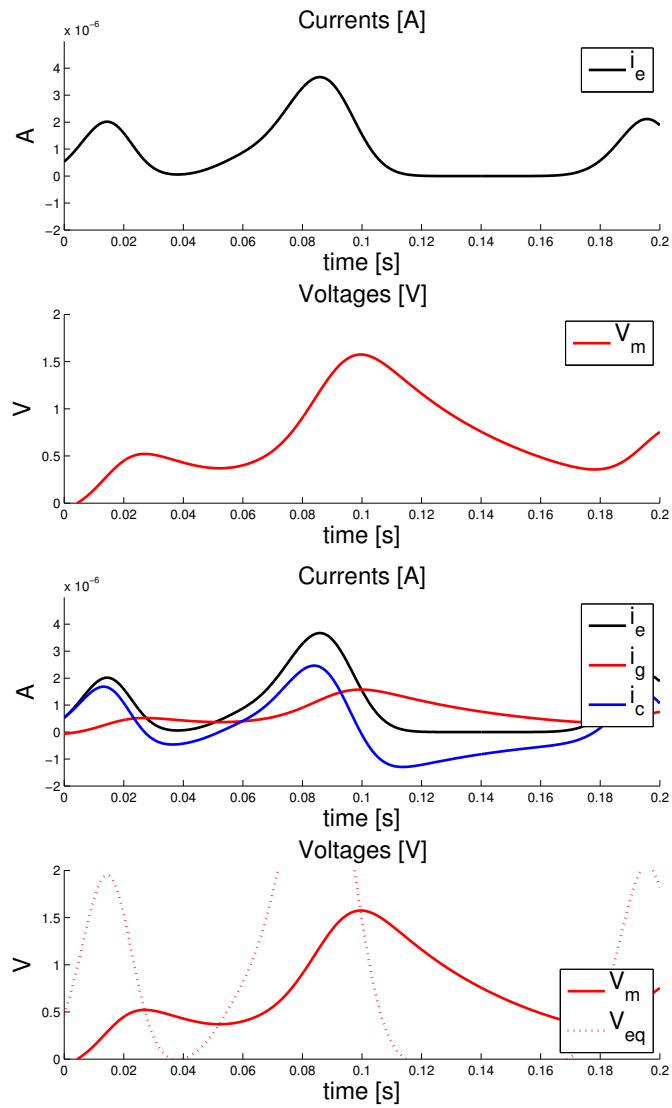 Currents [A]
x 10^-6
4
3
2
1
0
-1
-2
A
i_e
0 0.02 0.04 0.06 0.08 0.1 0.12 0.14 0.16 0.18 0.2
time [s]
Voltages [V]
2
1.5
1
0.5
0
V
V_m
0 0.02 0.04 0.06 0.08 0.1 0.12 0.14 0.16 0.18 0.2
time [s]
Currents [A]
x 10^-6
4
3
2
1
0
-1
-2
A
i_e
i_g
i_c
0 0.02 0.04 0.06 0.08 0.1 0.12 0.14 0.16 0.18 0.2
time [s]
Voltages [V]
2
1.5
1
0.5
0
V
V_m
V_eq
0 0.02 0.04 0.06 0.08 0.1 0.12 0.14 0.16 0.18 0.2
time [s]